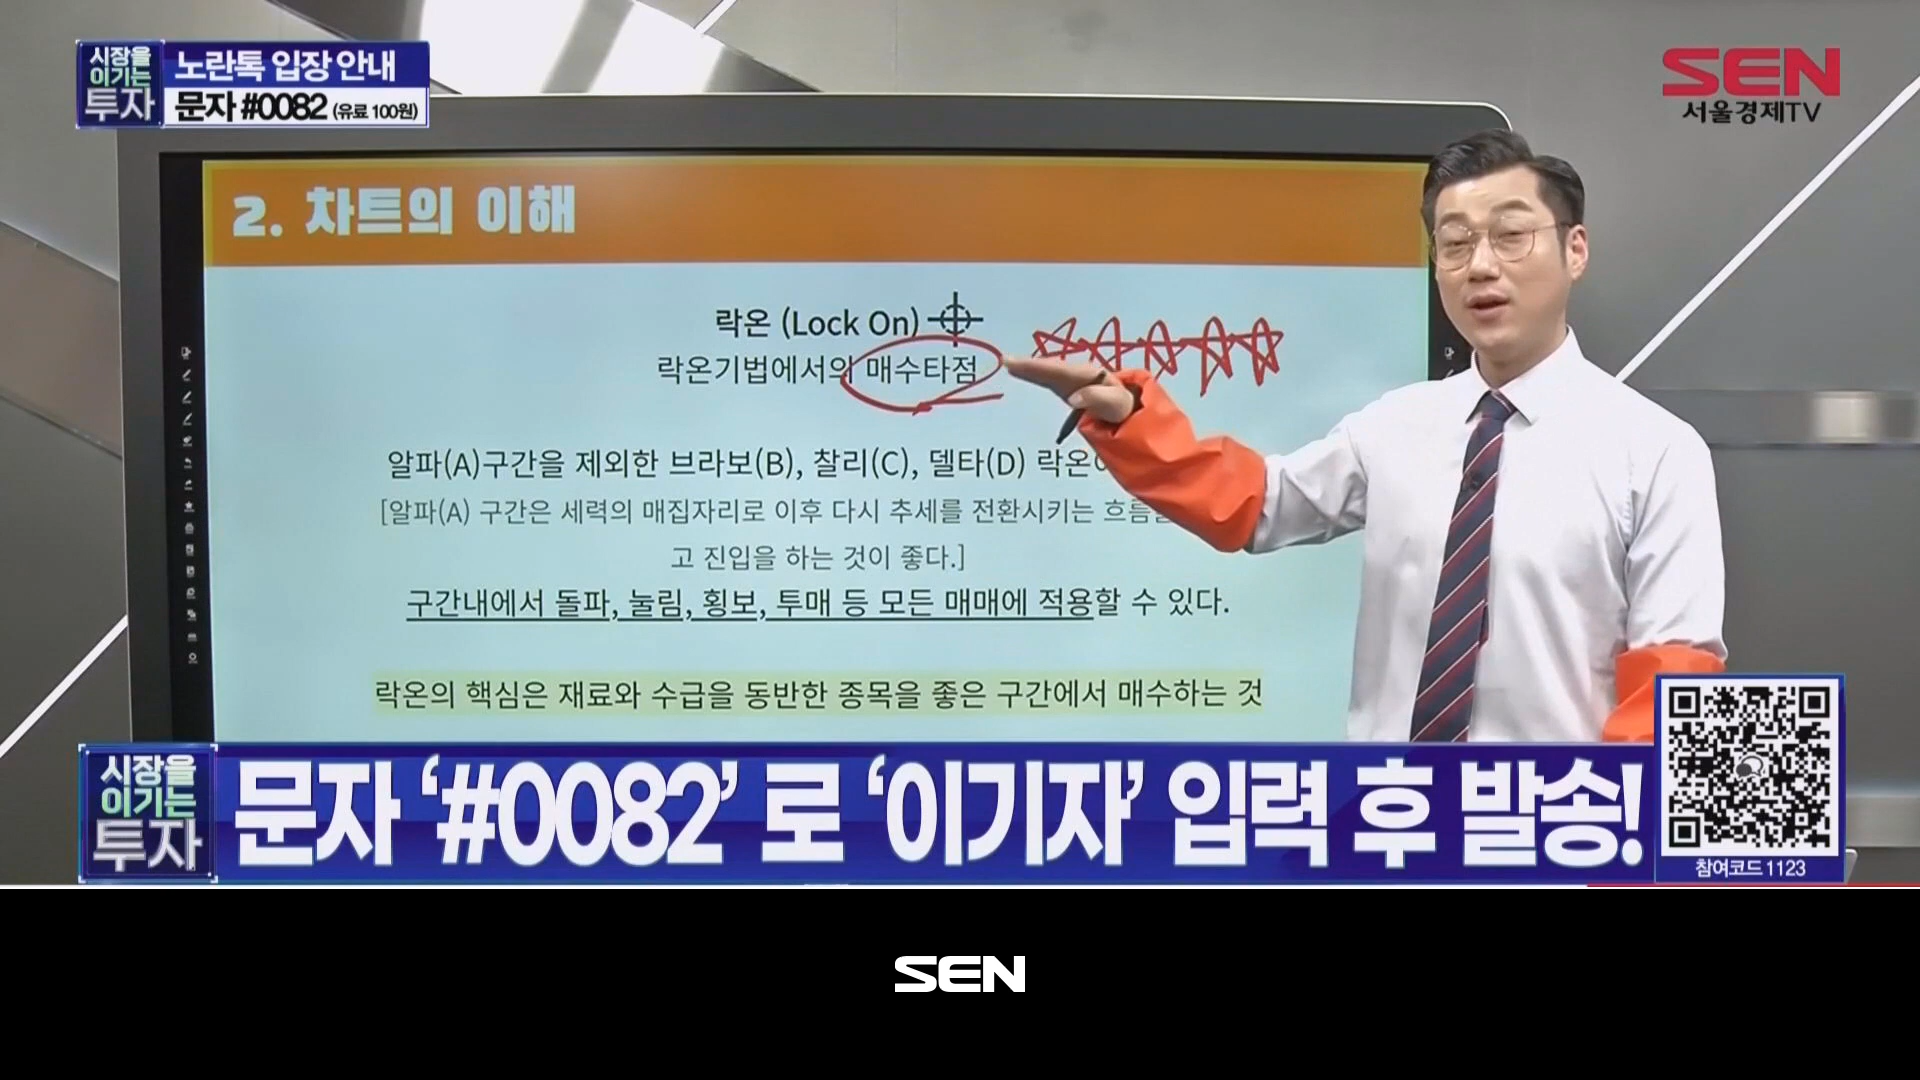 시장을
이기는
투자
노란톡 입장 안내
문자 #0082 (유료 100원)
SEN
서울경제TV
2. 차트의 이해
락온 (Lock On)
락온기법에서의 매수타점
알파(A)구간을 제외한 브라보(B), 찰리(C), 델타(D) 락온
[알파(A) 구간은 세력의 매집자리로 이후 다시 추세를 전환시키는 흐름을
고 진입을 하는 것이 좋다.]
구간내에서 돌파, 눌림, 횡보, 투매 등 모든 매매에 적용할 수 있다.
락온의 핵심은 재료와 수급을 동반한 종목을 좋은 구간에서 매수하는 것
시장을
이기는
투자
문자 ‘#0082’ 로 ‘이기자’ 입력 후 발송!
참여코드 1123
SEN